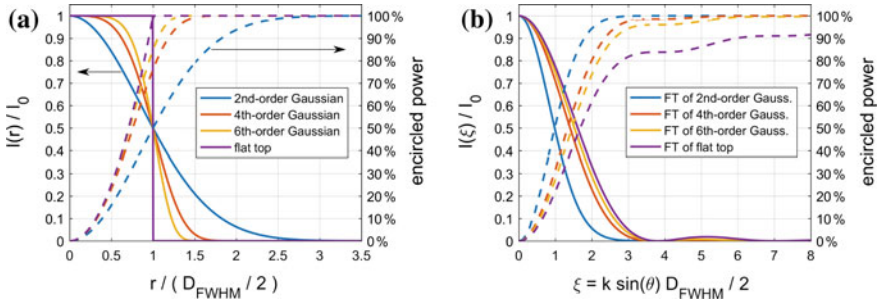 (a)
1
0.9
0.8
0.7
0.6
0.5
0.4
0.3
0.2
0.1
0
I(r) / I0
100 %
90 %
80 %
70 %
60 %
50 %
40 %
30 %
20 %
10 %
0 %
encircled power
2nd-order Gaussian
4th-order Gaussian
6th-order Gaussian
flat top
0 0.5 1 1.5 2 2.5 3 3.5
r / ( D_FWHM / 2 )
(b)
1
0.9
0.8
0.7
0.6
0.5
0.4
0.3
0.2
0.1
0
I(ξ) / I0
100 %
90 %
80 %
70 %
60 %
50 %
40 %
30 %
20 %
10 %
0 %
encircled power
FT of 2nd-order Gauss.
FT of 4th-order Gauss.
FT of 6th-order Gauss.
FT of flat top
0 1 2 3 4 5 6 7 8
ξ = k sin(θ) D_FWHM / 2